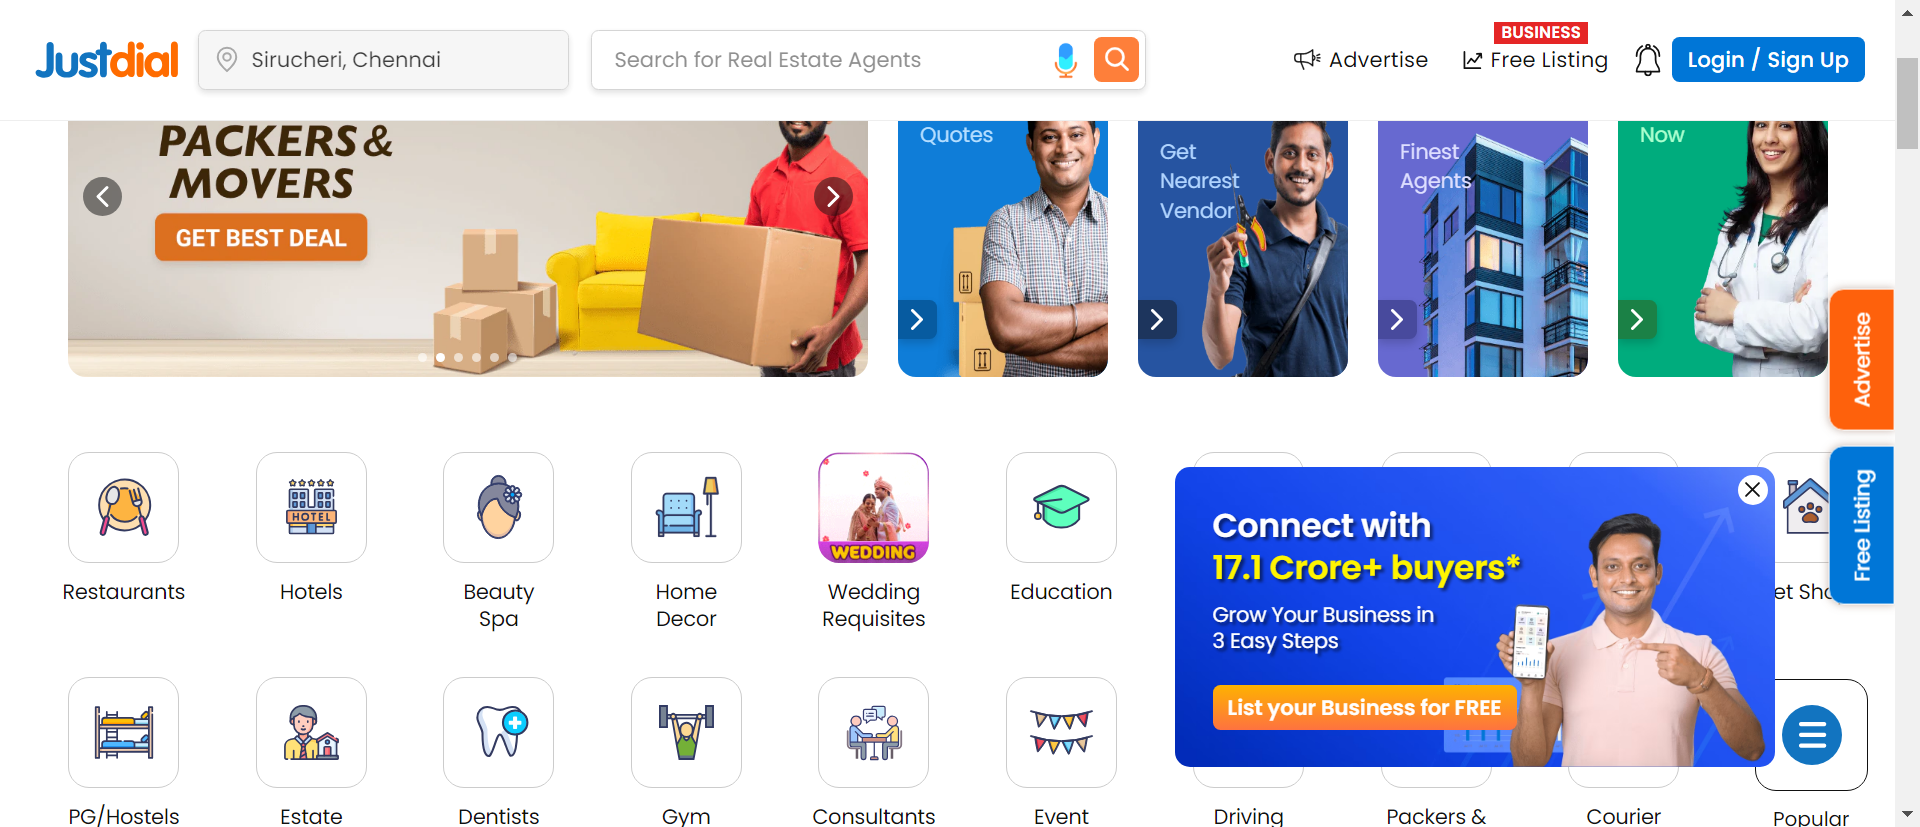 Justdial
Sirucheri, Chennai
Search for Real Estate Agents
Advertise
BUSINESS
Free Listing
Login / Sign Up
PACKERS &
MOVERS
GET BEST DEAL
Quotes
Get
Nearest
Vendor
Finest
Agents
Now
Advertise
Free Listing
HOTEL
WEDDING
Restaurants
Hotels
Beauty
Spa
Home
Decor
Wedding
Requisites
Education
et Sho
Connect with
17.1 Crore+ buyers*
Grow Your Business in
3 Easy Steps
List your Business for FREE
PG/Hostels
Estate
Dentists
Gym
Consultants
Event
Driving
Packers &
Courier
Popular